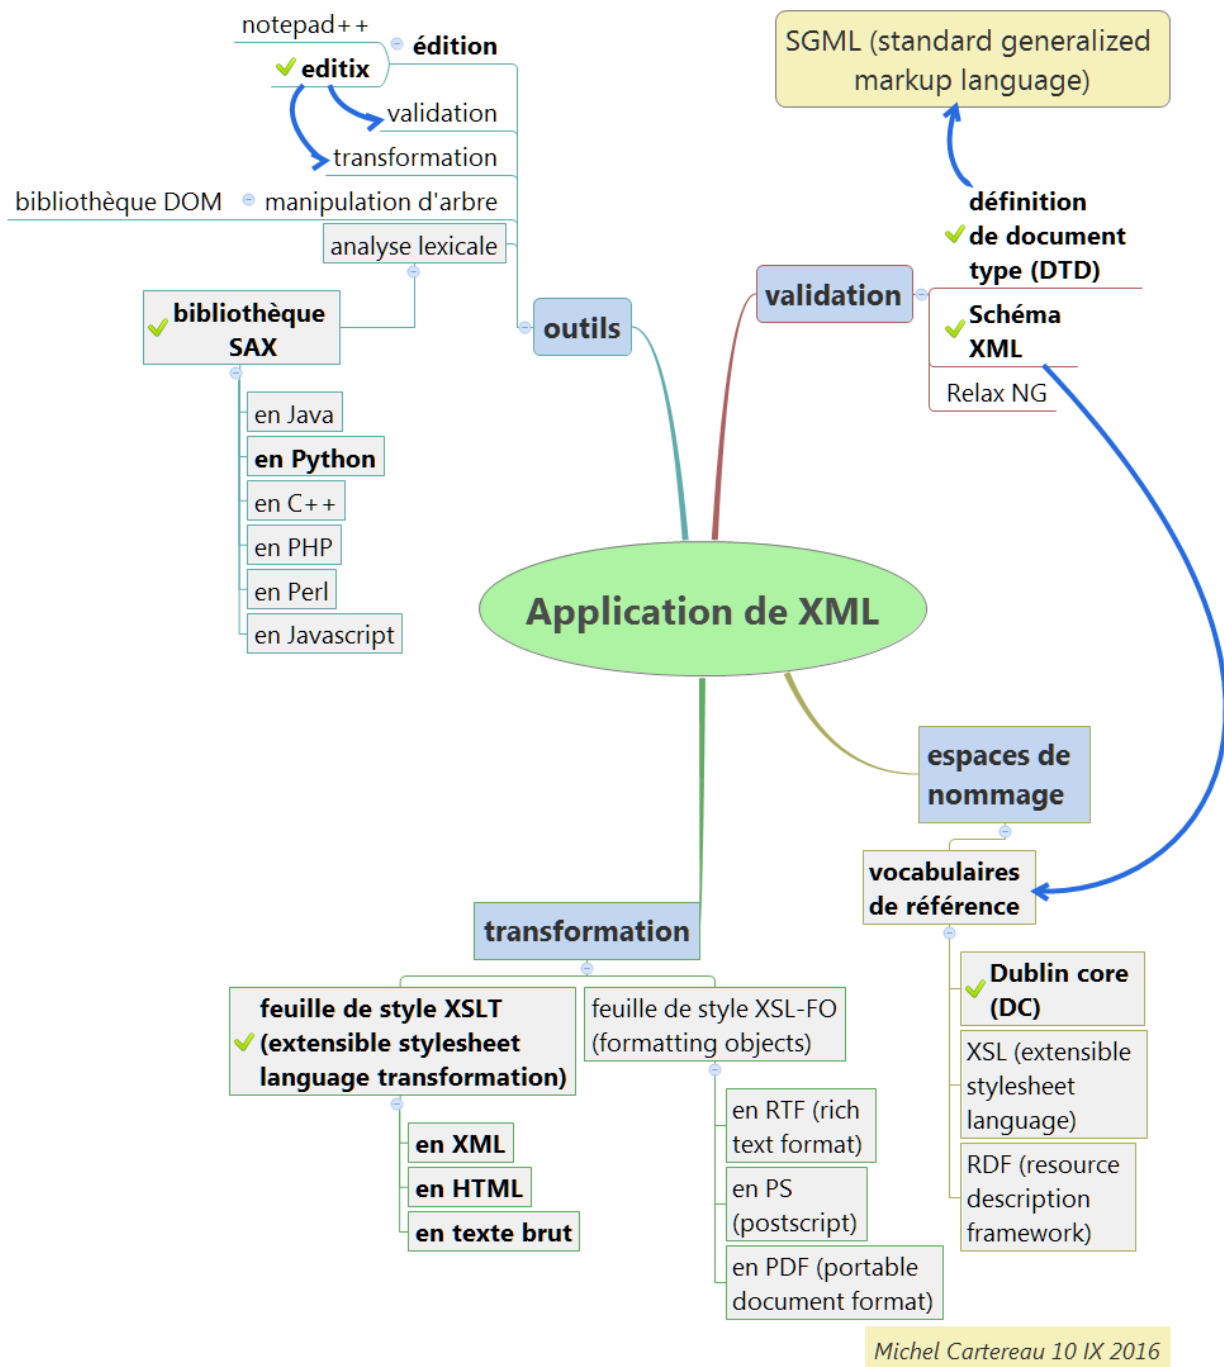 notepad++
édition
editix
validation
transformation
bibliothèque DOM
manipulation d'arbre
analyse lexicale
bibliothèque
SAX
en Java
en Python
en C++
en PHP
en Perl
en Javascript
outils
SGML (standard generalized
markup language)
définition
de document
type (DTD)
validation
Schéma
XML
Relax NG
Application de XML
espaces de
nommage
vocabulaires
de référence
Dublin core
(DC)
XSL (extensible
stylesheet
language)
RDF (resource
description
framework)
transformation
feuille de style XSLT
(extensible stylesheet
language transformation)
en XML
en HTML
en texte brut
feuille de style XSL-FO
(formatting objects)
en RTF (rich
text format)
en PS
(postscript)
en PDF (portable
document format)
Michel Cartereau 10 IX 2016